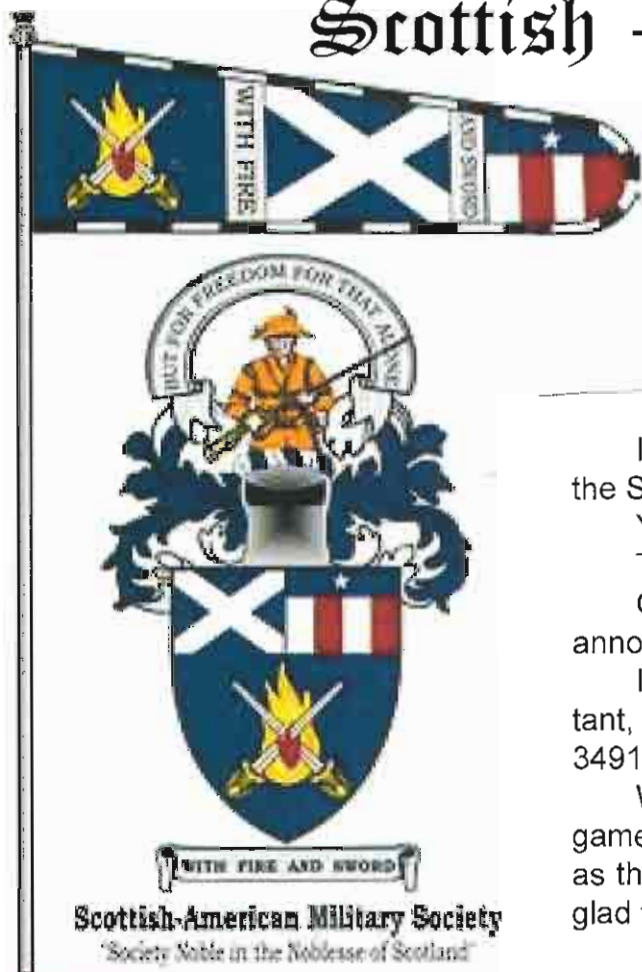 Scottish -
WITH FIRE
AND SWORD
BUT FOR FREEDOM FOR THAT ALONE
WITH FIRE AND SWORD
Scottish-American Military Society
"Society Noble in the Noblesse of Scotland"
I
the S
Y
T
c
anno
I
tant,
3491
W
game
as th
glad